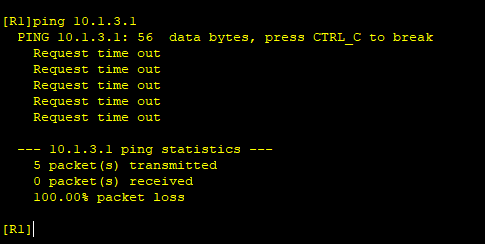 [R1]ping 10.1.3.1
PING 10.1.3.1: 56  data bytes, press CTRL_C to break
Request time out
Request time out
Request time out
Request time out
Request time out
--- 10.1.3.1 ping statistics ---
5 packet(s) transmitted
0 packet(s) received
100.00% packet loss
[R1]